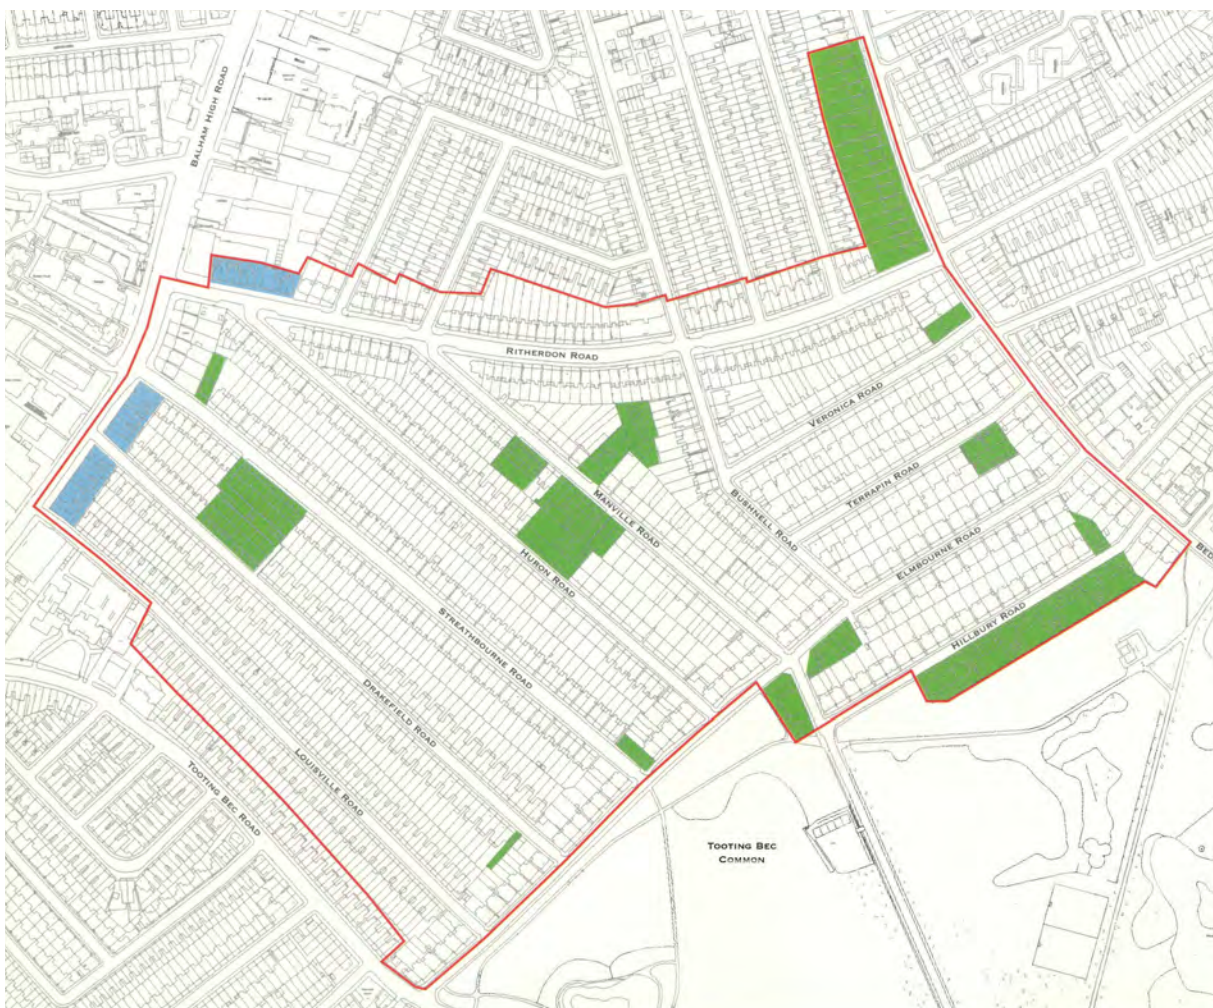 BALHAM HIGH ROAD
RITHERDON ROAD
VERONICA ROAD
TERRAPIN ROAD
MANVILLE ROAD
BUSHNELL ROAD
HURON ROAD
ELMBOURNE ROAD
HILLBURY ROAD
STREATHBOURNE ROAD
DRAKEFIELD ROAD
LOUISVILLE ROAD
TOOTING BEC ROAD
BED
TOOTING BEC
COMMON